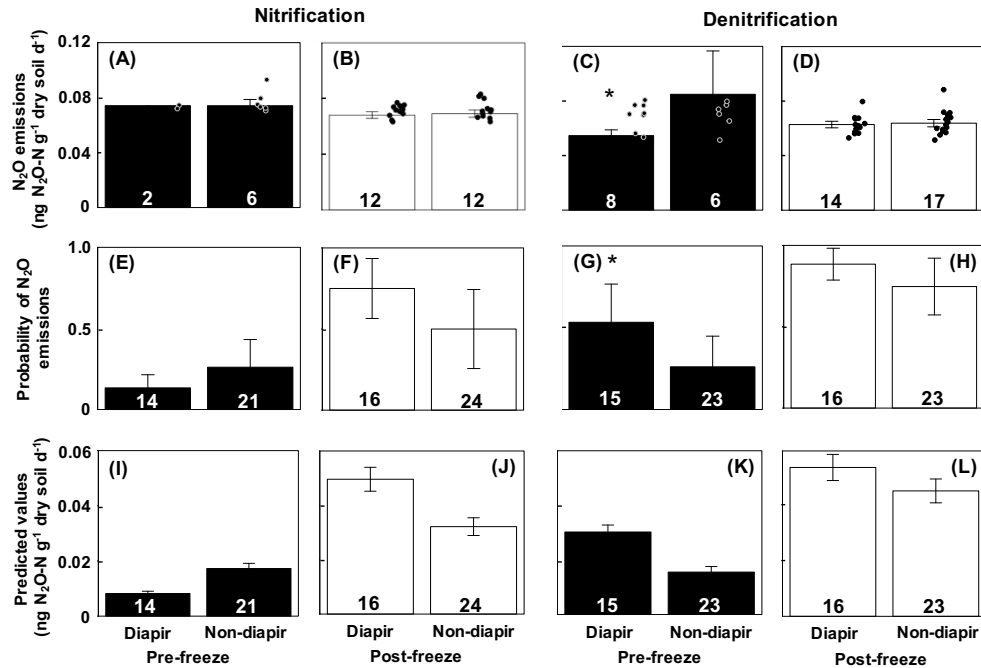 Nitrification
Denitrification
N₂O emissions
(ng N₂O-N g⁻¹ dry soil d⁻¹)
0.12
0.08
0.04
0
(A)
2
6
(B)
12
12
(C)
*
8
6
(D)
14
17
Probability of N₂O
emissions
1.0
0.5
0
(E)
14
21
(F)
16
24
(G)
*
15
23
(H)
16
23
Predicted values
(ng N₂O-N g⁻¹ dry soil d⁻¹)
0.06
0.04
0.02
0
(I)
14
21
(J)
16
24
(K)
15
23
(L)
16
23
Diapir Non-diapir
Pre-freeze
Diapir Non-diapir
Post-freeze
Diapir Non-diapir
Pre-freeze
Diapir Non-diapir
Post-freeze